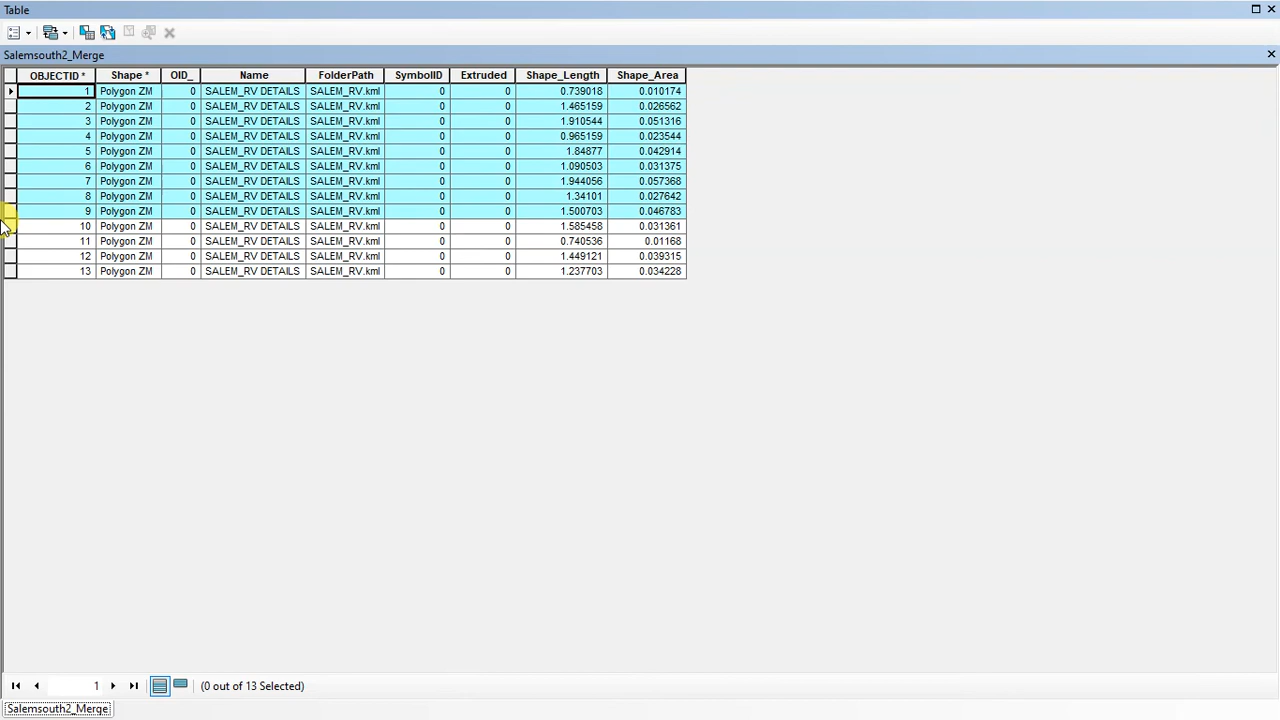 Table
Salemsouth2_Merge
OBJECTID * Shape * OID_ Name FolderPath SymbolID Extruded Shape_Length Shape_Area
1 Polygon ZM 0 SALEM_RV DETAILS SALEM_RV.kml 0 0 0.739018 0.010174
2 Polygon ZM 0 SALEM_RV DETAILS SALEM_RV.kml 0 0 1.465159 0.026562
3 Polygon ZM 0 SALEM_RV DETAILS SALEM_RV.kml 0 0 1.910544 0.051316
4 Polygon ZM 0 SALEM_RV DETAILS SALEM_RV.kml 0 0 0.965159 0.023544
5 Polygon ZM 0 SALEM_RV DETAILS SALEM_RV.kml 0 0 1.84877 0.042914
6 Polygon ZM 0 SALEM_RV DETAILS SALEM_RV.kml 0 0 1.090503 0.031375
7 Polygon ZM 0 SALEM_RV DETAILS SALEM_RV.kml 0 0 1.944056 0.057368
8 Polygon ZM 0 SALEM_RV DETAILS SALEM_RV.kml 0 0 1.34101 0.027642
9 Polygon ZM 0 SALEM_RV DETAILS SALEM_RV.kml 0 0 1.500703 0.046783
10 Polygon ZM 0 SALEM_RV DETAILS SALEM_RV.kml 0 0 1.585458 0.031361
11 Polygon ZM 0 SALEM_RV DETAILS SALEM_RV.kml 0 0 0.740536 0.01168
12 Polygon ZM 0 SALEM_RV DETAILS SALEM_RV.kml 0 0 1.449121 0.039315
13 Polygon ZM 0 SALEM_RV DETAILS SALEM_RV.kml 0 0 1.237703 0.034228
1 (0 out of 13 Selected)
Salemsouth2_Merge